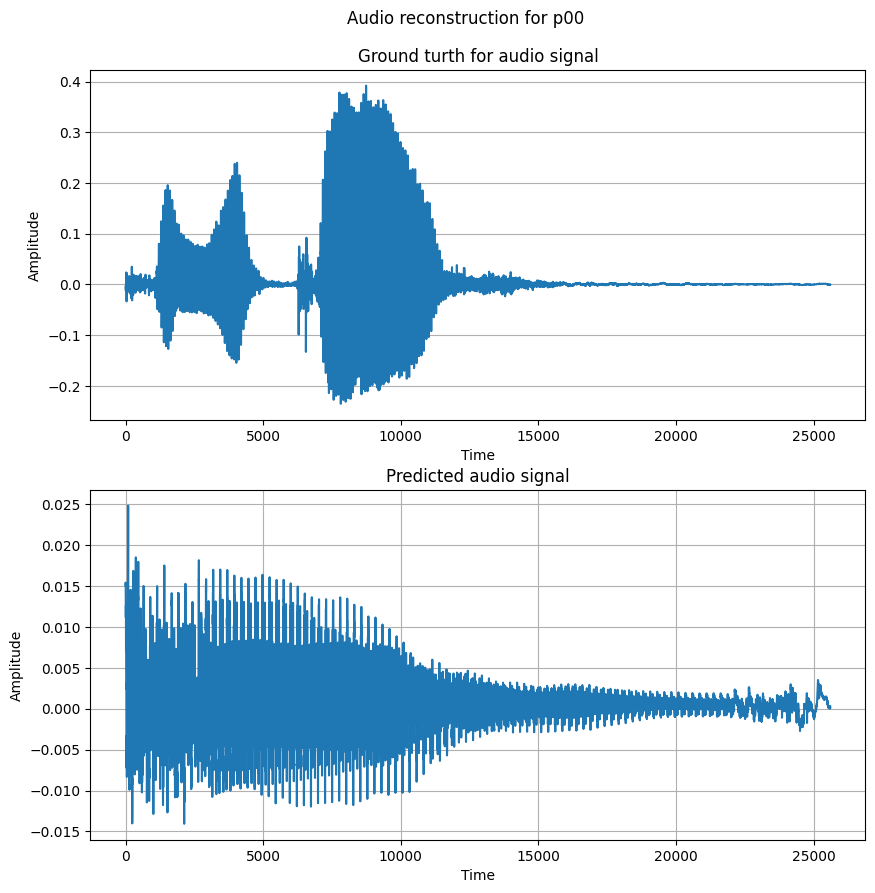 Audio reconstruction for p00
Ground turth for audio signal
0.4
0.3
0.2
0.1
0.0
−0.1
−0.2
Amplitude
0 5000 10000 15000 20000 25000
Time
Predicted audio signal
0.025
0.020
0.015
0.010
0.005
0.000
−0.005
−0.010
−0.015
Amplitude
0 5000 10000 15000 20000 25000
Time